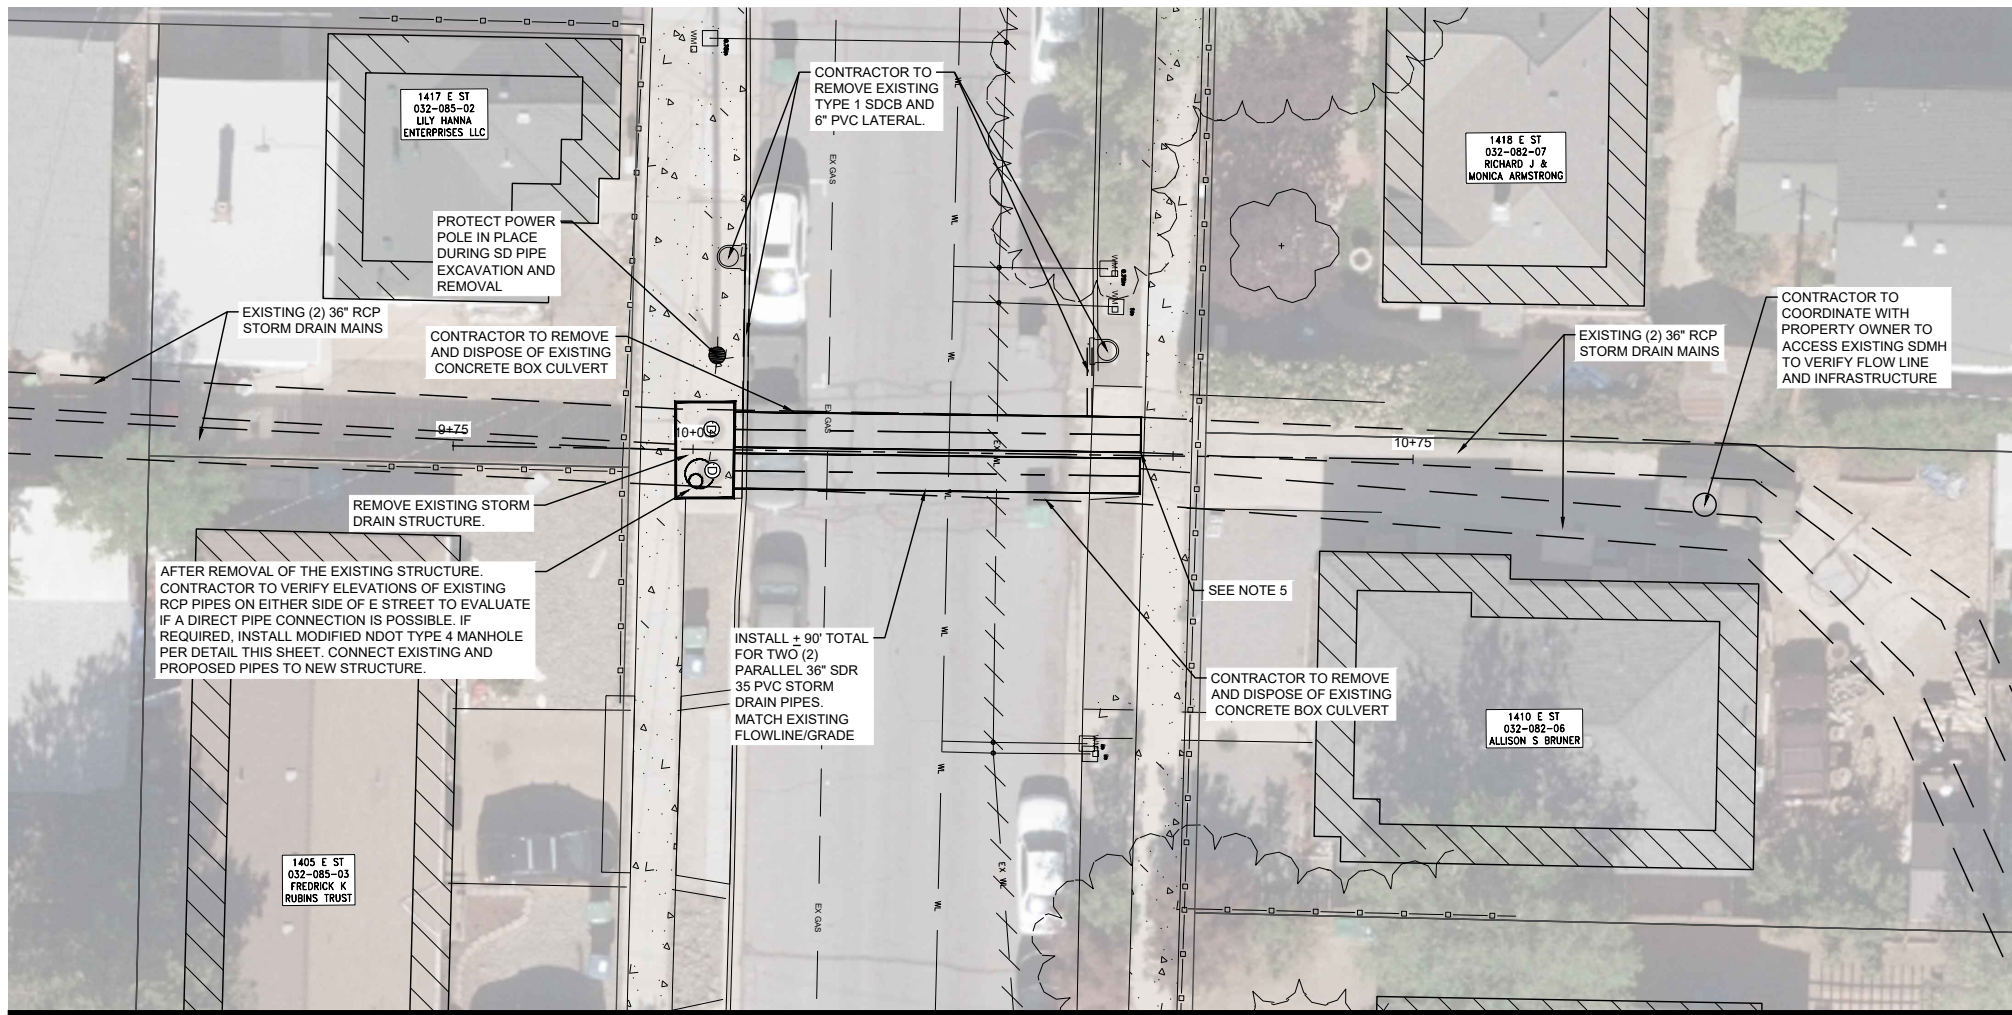 1417 E ST
032-085-02
LILY HANNA
ENTERPRISES LLC
CONTRACTOR TO
REMOVE EXISTING
TYPE 1 SDCB AND
6" PVC LATERAL.
1418 E ST
032-082-07
RICHARD J &
MONICA ARMSTRONG
PROTECT POWER
POLE IN PLACE
DURING SD PIPE
EXCAVATION AND
REMOVAL
EXISTING (2) 36" RCP
STORM DRAIN MAINS
CONTRACTOR TO REMOVE
AND DISPOSE OF EXISTING
CONCRETE BOX CULVERT
EXISTING (2) 36" RCP
STORM DRAIN MAINS
CONTRACTOR TO
COORDINATE WITH
PROPERTY OWNER TO
ACCESS EXISTING SDMH
TO VERIFY FLOW LINE
AND INFRASTRUCTURE
EX GAS
WL
WL
WL
EX GAS
9+75
10+75
EX WL
WL
REMOVE EXISTING STORM
DRAIN STRUCTURE.
AFTER REMOVAL OF THE EXISTING STRUCTURE.
CONTRACTOR TO VERIFY ELEVATIONS OF EXISTING
RCP PIPES ON EITHER SIDE OF E STREET TO EVALUATE
IF A DIRECT PIPE CONNECTION IS POSSIBLE. IF
REQUIRED, INSTALL MODIFIED NDOT TYPE 4 MANHOLE
PER DETAIL THIS SHEET. CONNECT EXISTING AND
PROPOSED PIPES TO NEW STRUCTURE.
SEE NOTE 5
INSTALL ± 90' TOTAL
FOR TWO (2)
PARALLEL 36" SDR
35 PVC STORM
DRAIN PIPES.
MATCH EXISTING
FLOWLINE/GRADE
CONTRACTOR TO REMOVE
AND DISPOSE OF EXISTING
CONCRETE BOX CULVERT
1410 E ST
032-082-06
ALLISON S BRUNER
EX GAS
WL
WL
1405 E ST
032-085-03
FREDRICK K
RUBINS TRUST
EX WL
EX GAS
WL